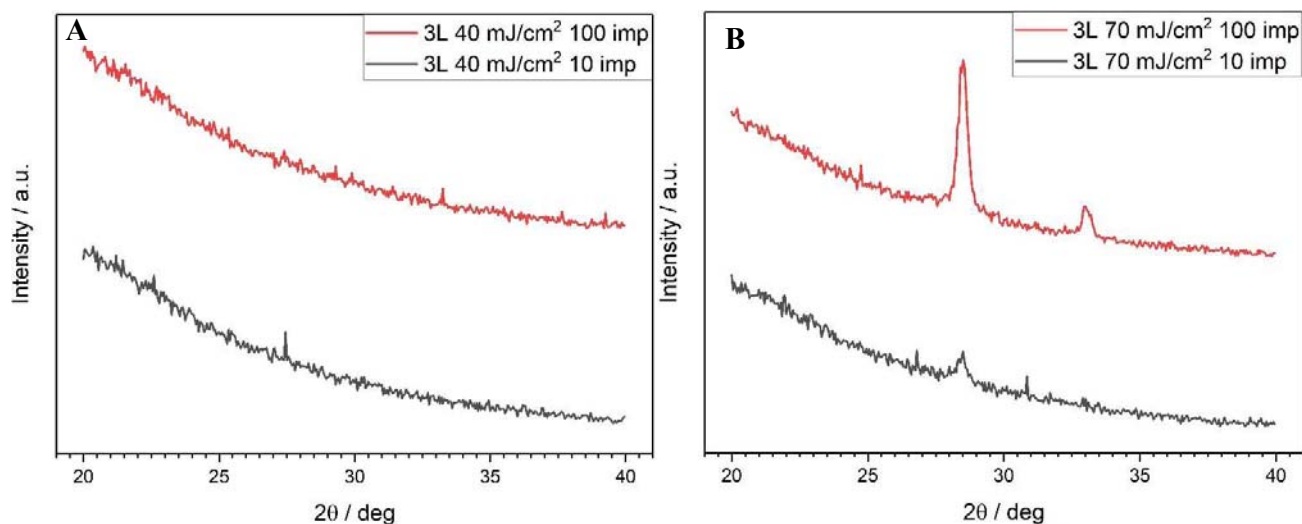 A
3L 40 mJ/cm² 100 imp
3L 40 mJ/cm² 10 imp
Intensity / a.u.
20 25 30 35 40
2θ / deg
B
3L 70 mJ/cm² 100 imp
3L 70 mJ/cm² 10 imp
Intensity / a.u.
20 25 30 35 40
2θ / deg